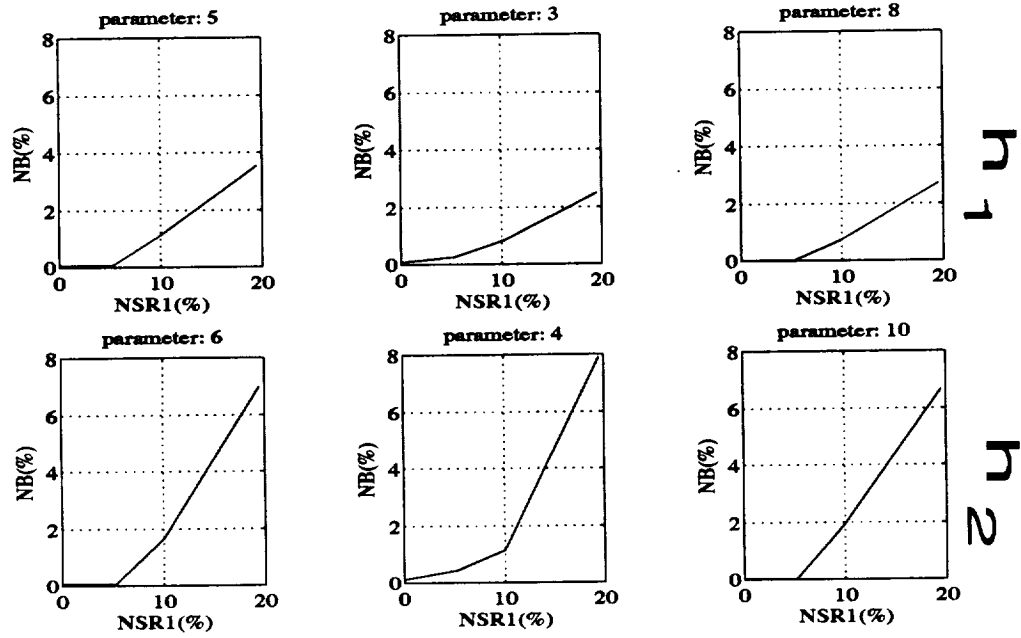 parameter: 5
8
6
4
2
0
NB(%)
0 10 20
NSR1(%)
parameter: 3
8
6
4
2
0
NB(%)
0 10 20
NSR1(%)
parameter: 8
8
6
4
2
0
NB(%)
0 10 20
NSR1(%)
h 1
parameter: 6
8
6
4
2
0
NB(%)
0 10 20
NSR1(%)
parameter: 4
8
6
4
2
0
NB(%)
0 10 20
NSR1(%)
parameter: 10
8
6
4
2
0
NB(%)
0 10 20
NSR1(%)
h 2